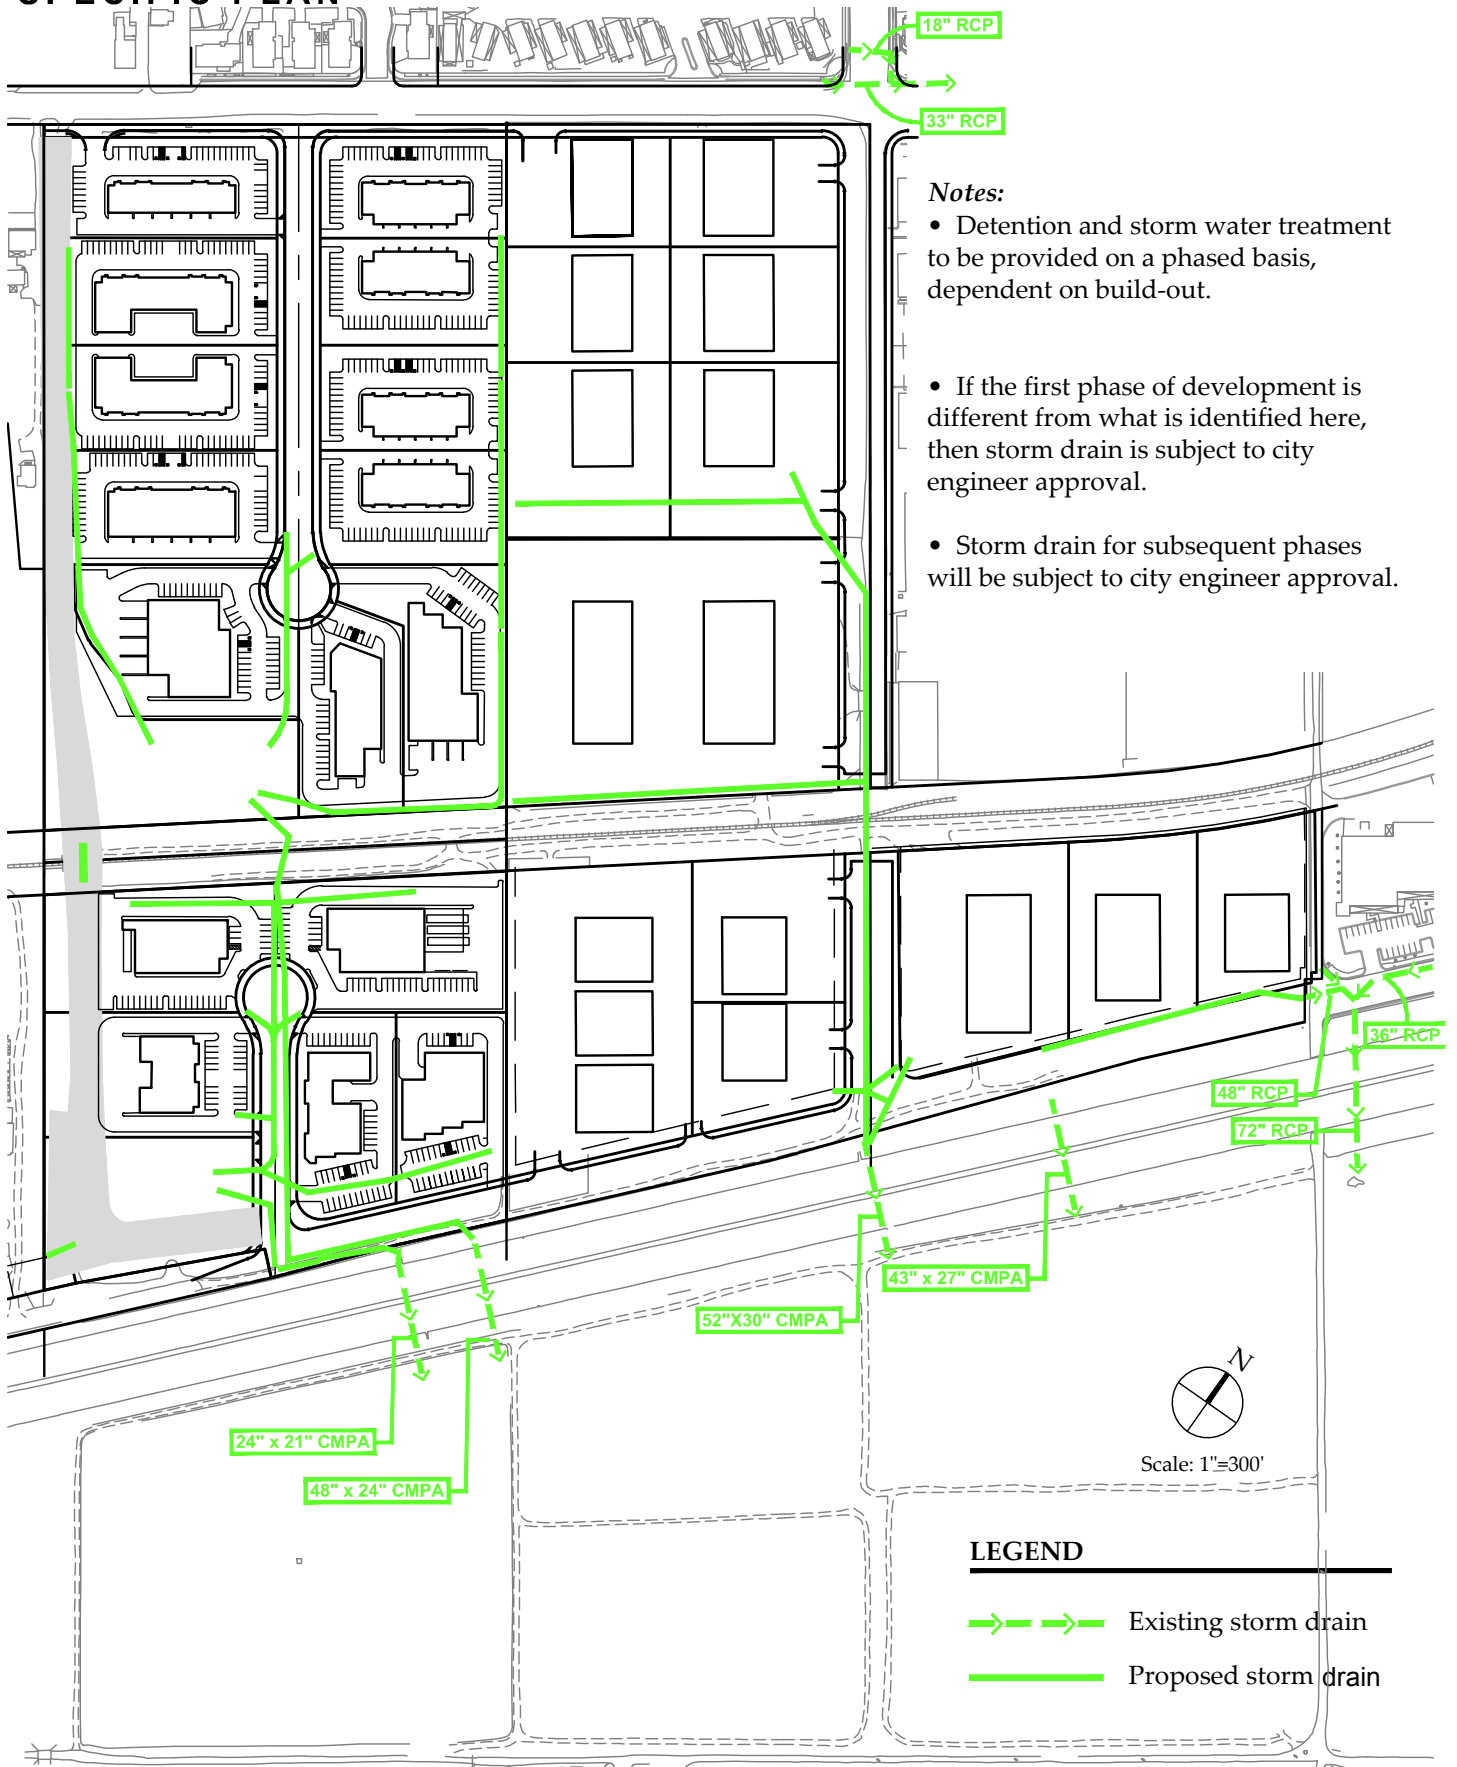 SPECIFIC PLAN
18" RCP
33" RCP
Notes:
• Detention and storm water treatment
to be provided on a phased basis,
dependent on build-out.
• If the first phase of development is
different from what is identified here,
then storm drain is subject to city
engineer approval.
• Storm drain for subsequent phases
will be subject to city engineer approval.
36" RCP
48" RCP
72" RCP
43" x 27" CMPA
52"X30" CMPA
24" x 21" CMPA
48" x 24" CMPA
N
Scale: 1"=300'
LEGEND
Existing storm drain
Proposed storm drain